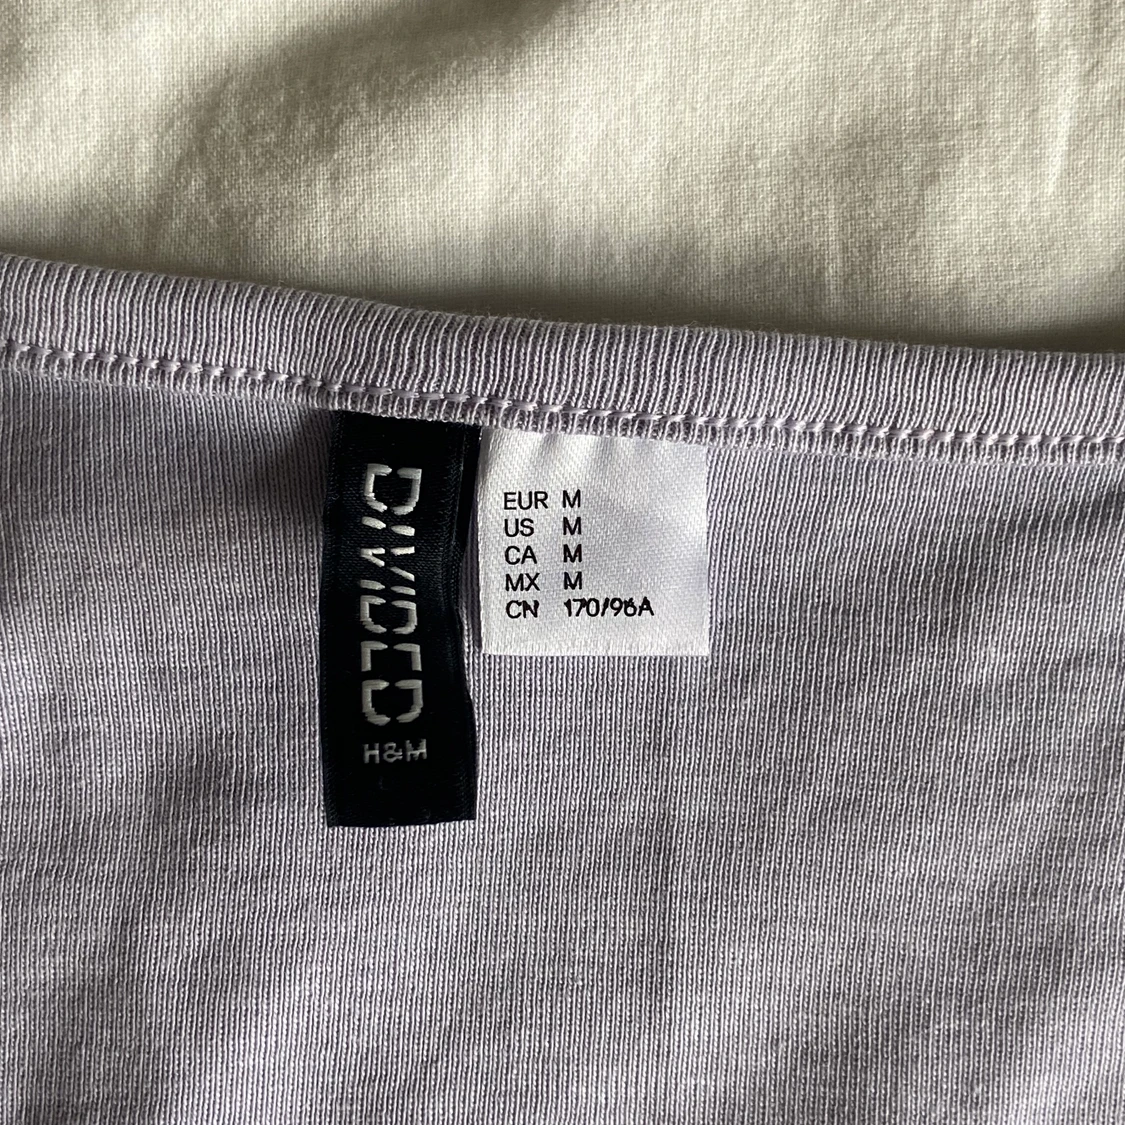 DIVIDED
H&M
EUR M
US M
CA M
MX M
CN 170/96A